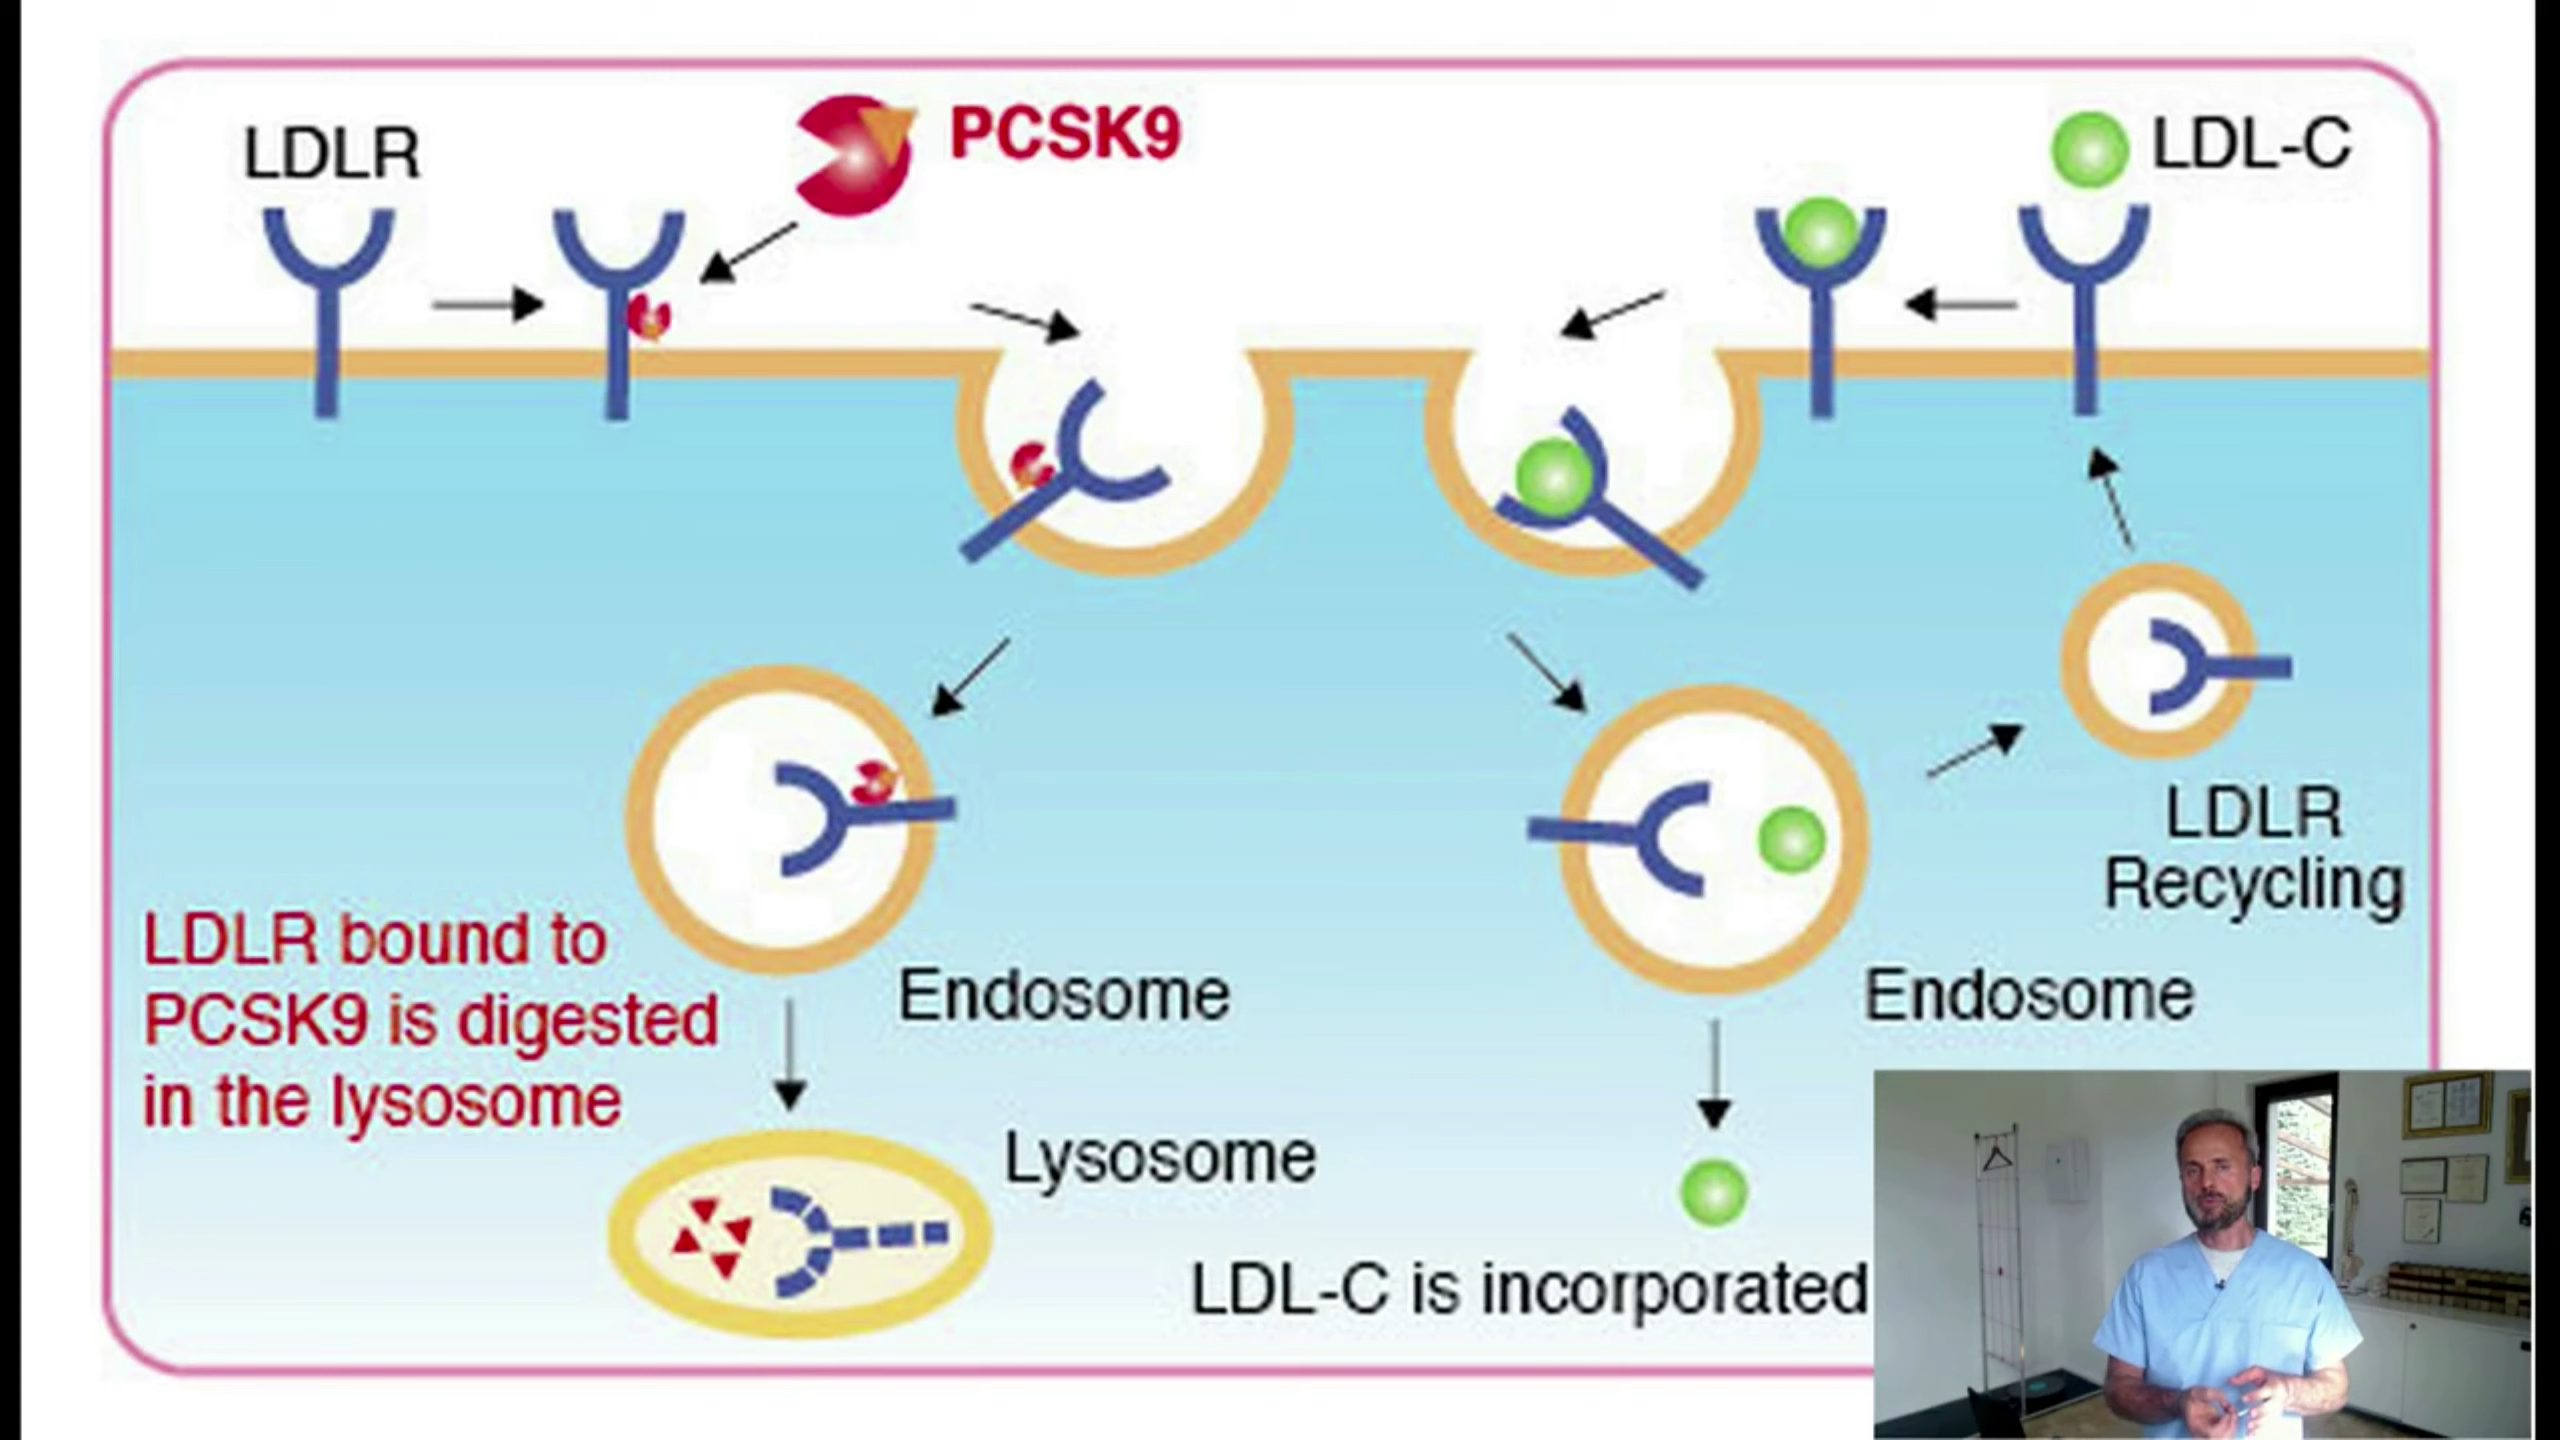 LDLR
PCSK9
LDL-C
LDLR
Recycling
LDLR bound to
PCSK9 is digested
in the lysosome
Endosome
Endosome
Lysosome
LDL-C is incorporated